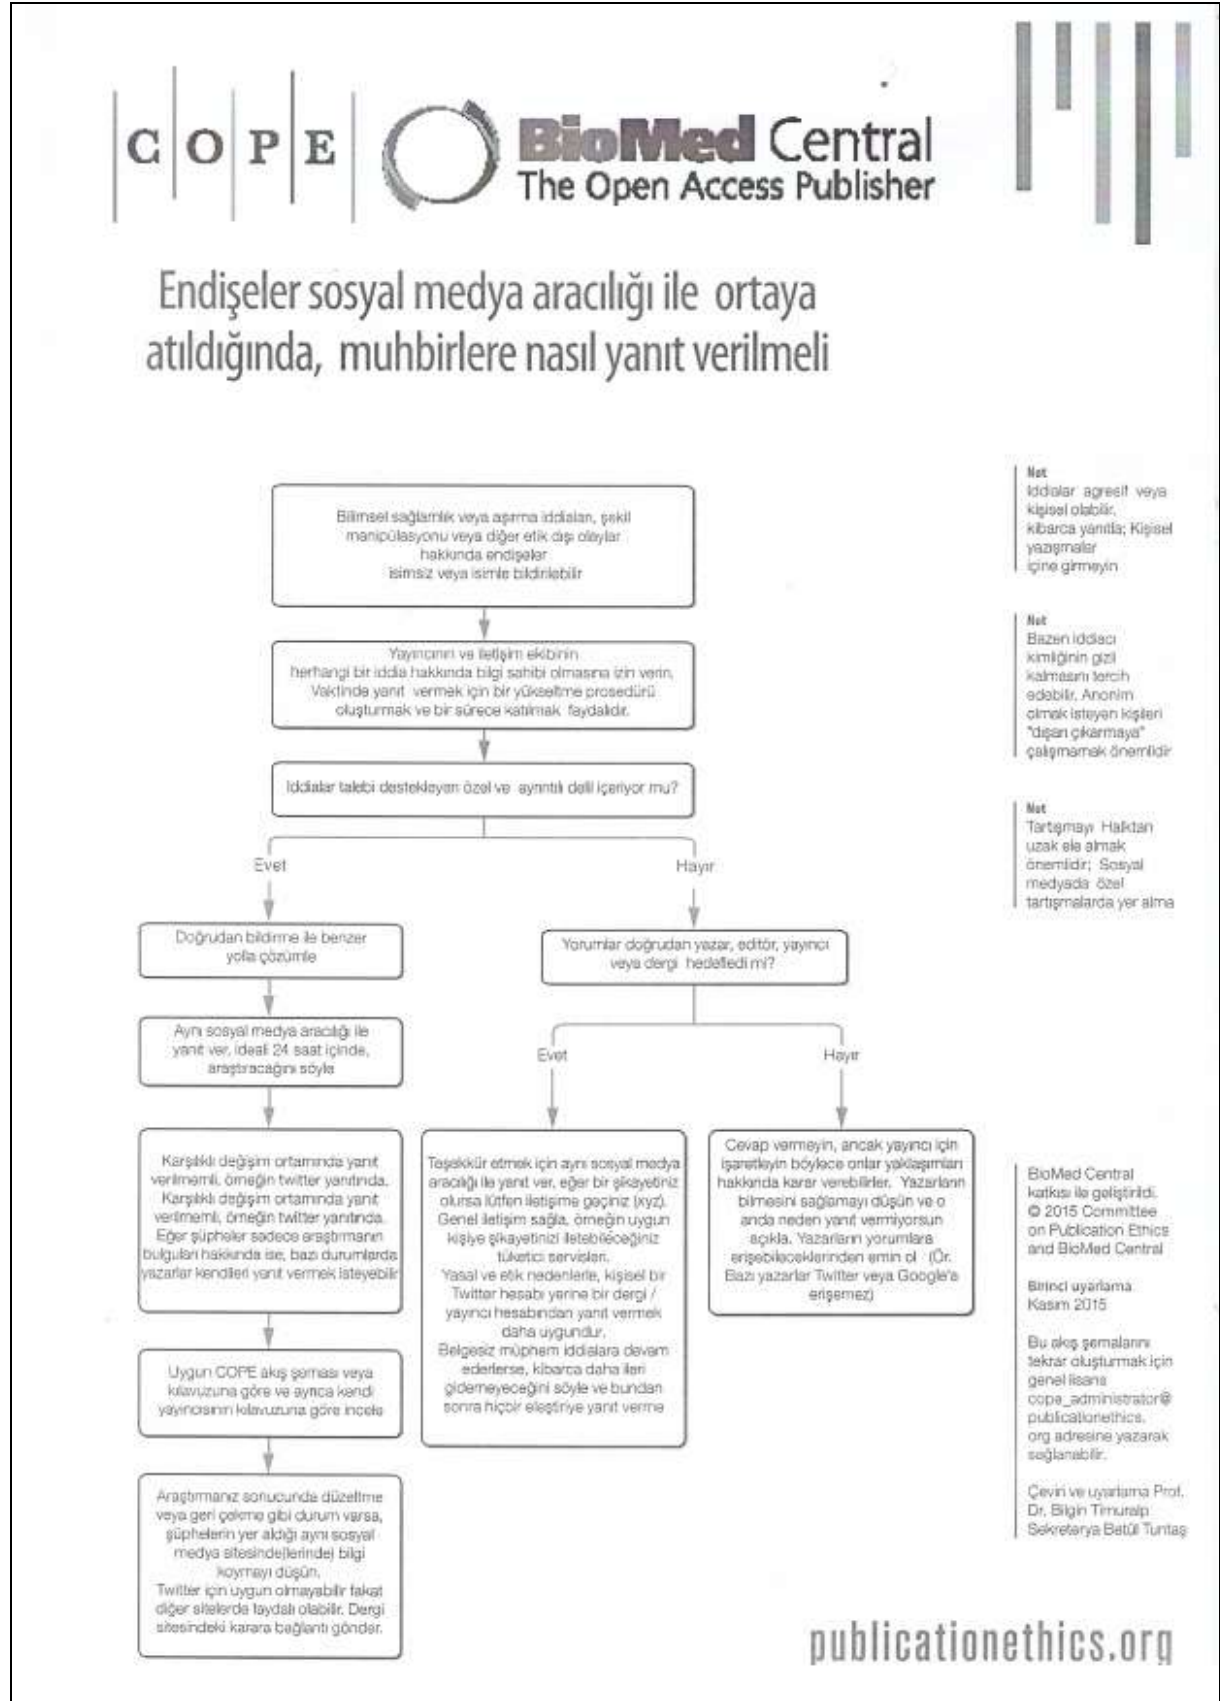 COPE
BioMed Central
The Open Access Publisher
Endişeler sosyal medya aracılığı ile ortaya
atıldığında, muhbirlere nasıl yanıt verilmeli
Bilimsel sağlamlık veya aşırma iddiaları, şekil
manipülasyonu veya diğer etik dışı olaylar
hakkında endişeler
isimsiz veya isimle bildirilebilir
Yayıncının ve iletişim ekibinin
herhangi bir iddia hakkında bilgi sahibi olmasına izin verin.
Vaktinde yanıt vermek için bir yükseltme prosedürü
oluşturmak ve bir sürece katılmak faydalıdır.
Iddialar talebi destekleyen özel ve ayrıntılı delil içeriyor mu?
Evet
Hayır
Doğrudan bildirme ile benzer
yolla çözümle
Yorumlar doğrudan yazar, editör, yayıncı
veya dergi hedefledi mi?
Aynı sosyal medya aracılığı ile
yanıt ver, ideali 24 saat içinde,
araştıracağını söyle
Evet
Hayır
Karşılıklı değişim ortamında yanıt
verilmemli, örneğin twitter yanıtında.
Karşılıklı değişim ortamında yanıt
verilmemli, örneğin twitter yanıtında.
Eğer şüpheler sadece araştırmanın
bulguları hakkında ise, bazı durumlarda
yazarlar kendileri yanıt vermek isteyebilir
Teşekkür etmek için aynı sosyal medya
aracılığı ile yanıt ver, eğer bir şikayetiniz
olursa lütfen iletişime geçiniz (xyz).
Genel iletişim sağla, örneğin uygun
kişiye şikayetinizi iletebileceğiniz
tüketici servisleri.
Yasal ve etik nedenlerle, kişisel bir
Twitter hesabı yerine bir dergi /
yayıncı hesabından yanıt vermek
daha uygundur.
Belgesiz müphem iddialara devam
ederlerse, kibarca daha ileri
gidemeyeceğini söyle ve bundan
sonra hiçbir eleştiriye yanıt verme
Cevap vermeyin, ancak yayıncı için
işaretleyin böylece onlar yaklaşımları
hakkında karar verebilirler. Yazarların
bilmesini sağlamayı düşün ve o
anda neden yanıt vermiyorsun
açıkla. Yazarların yorumlara
erişebileceklerinden emin ol (Ör.
Bazı yazarlar Twitter veya Google'a
erişemez)
Uygun COPE akış şeması veya
kılavuzuna göre ve ayrıca kendi
yayıncısının kılavuzuna göre incele
Araştırmanız sonucunda düzeltme
veya geri çekme gibi durum varsa,
şüphelerin yer aldığı aynı sosyal
medya sitesinde(lerinde) bilgi
koymayı düşün.
Twitter için uygun olmayabilir fakat
diğer sitelerde faydalı olabilir. Dergi
sitesindeki karara bağlantı gönder.
Not
Iddialar agresif veya
kişisel olabilir,
kibarca yanıtla; Kişisel
yazışmalar
içine girmeyin
Not
Bazen iddiacı
kimliğinin gizli
kalmasını tercih
edebilir. Anonim
olmak isteyen kişileri
"dışarı çıkarmaya"
çalışmamak önemlidir
Not
Tartışmayı Halktan
uzak ele almak
önemlidir; Sosyal
medyada özel
tartışmalarda yer alma
BioMed Central
katkısı ile geliştirildi.
© 2015 Committee
on Publication Ethics
and BioMed Central
Birinci uyarlama
Kasım 2015
Bu akış şemalarını
tekrar oluşturmak için
genel lisans
cope_administrator@
publicationethics.
org adresine yazarak
sağlanabilir.
Çeviri ve uyarlama Prof.
Dr. Bilgin Timuralp
Sekreterya Betül Tuntaş
publicationethics.org